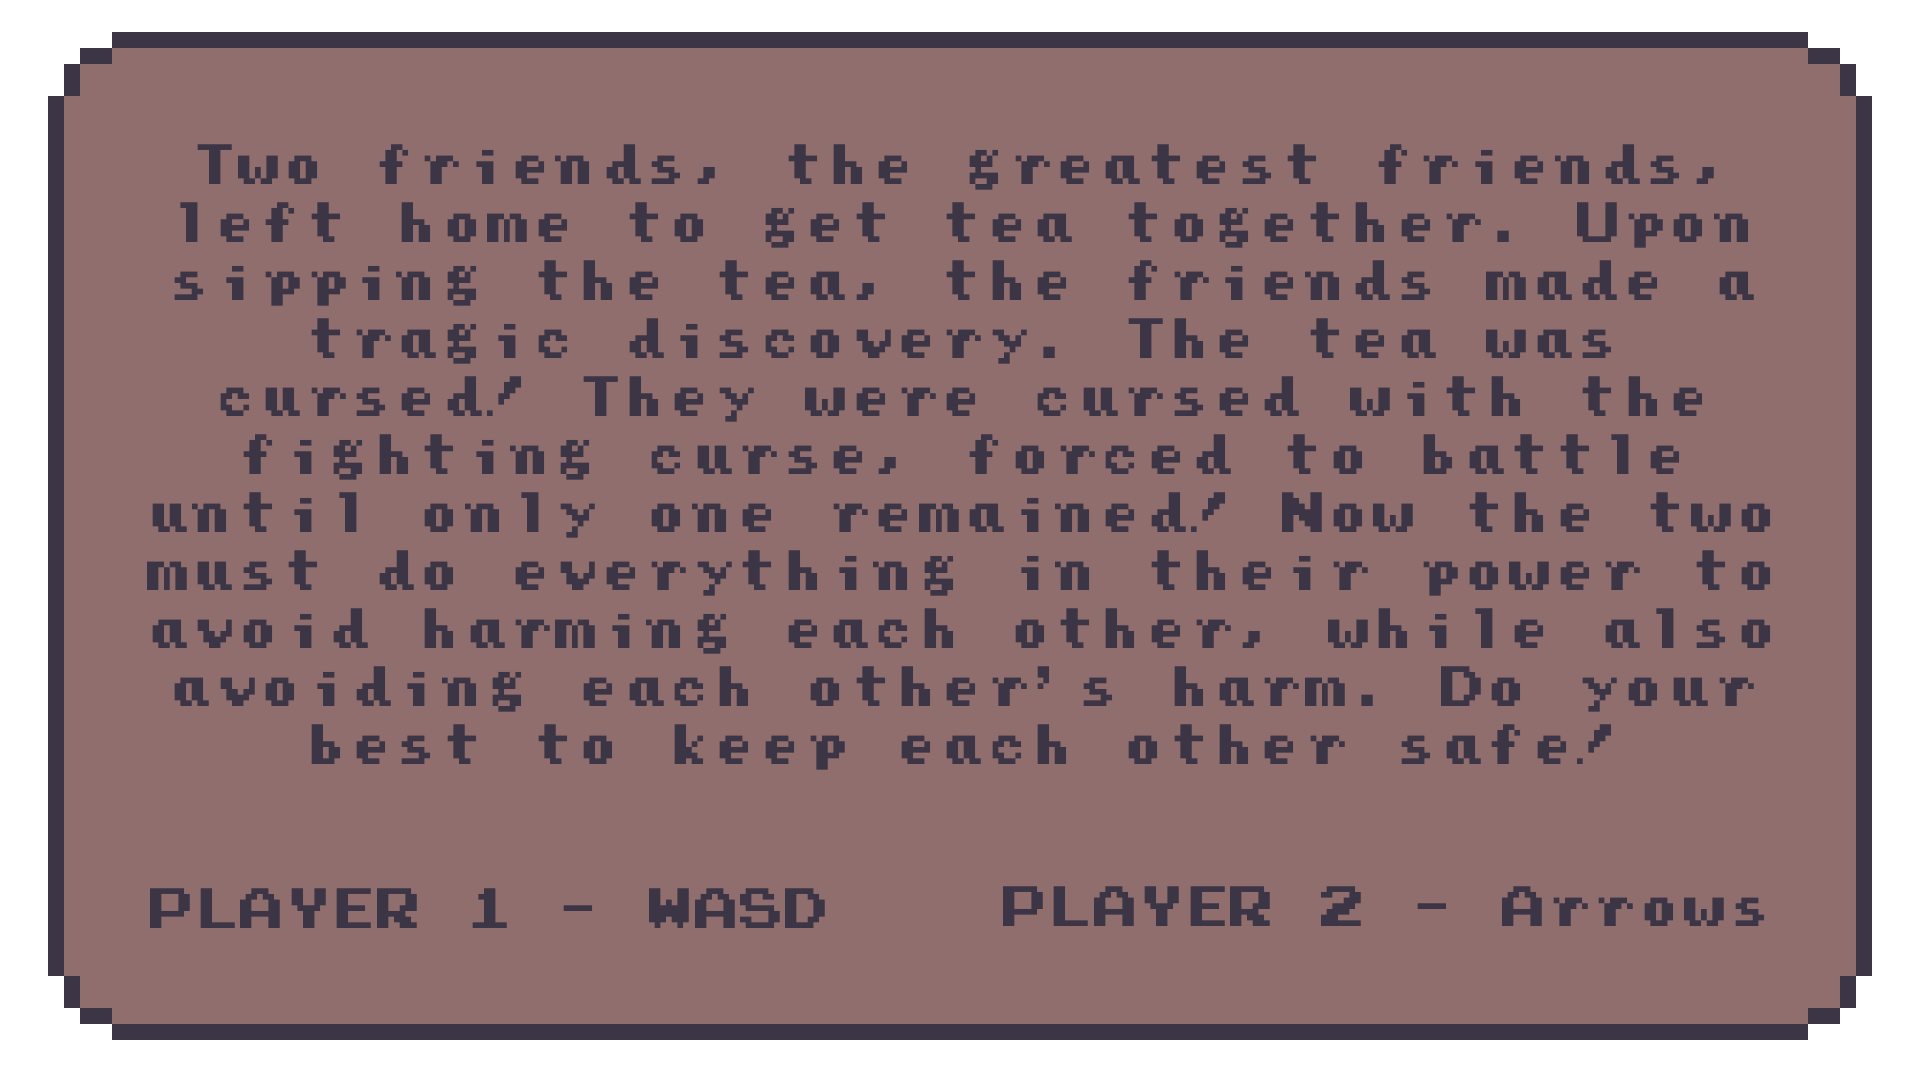 Two friends, the greatest friends,
left home to get tea together. Upon
sipping the tea, the friends made a
tragic discovery. The tea was
cursed! They were cursed with the
fighting curse, forced to battle
until only one remained! Now the two
must do everything in their power to
avoid harming each other, while also
avoiding each other's harm. Do your
best to keep each other safe!
PLAYER 1 - WASD
PLAYER 2 - Arrows